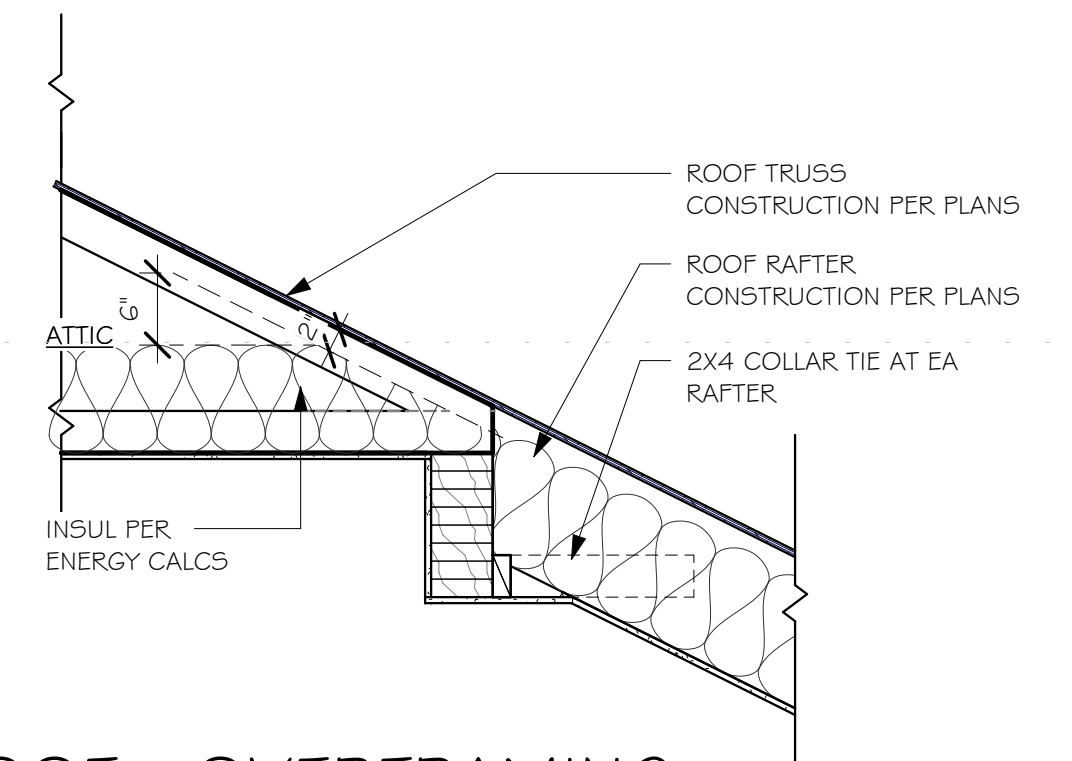 ROOF TRUSS
CONSTRUCTION PER PLANS
ROOF RAFTER
CONSTRUCTION PER PLANS
6"
2"
ATTIC
2X4 COLLAR TIE AT EA
RAFTER
INSUL PER
ENERGY CALCS